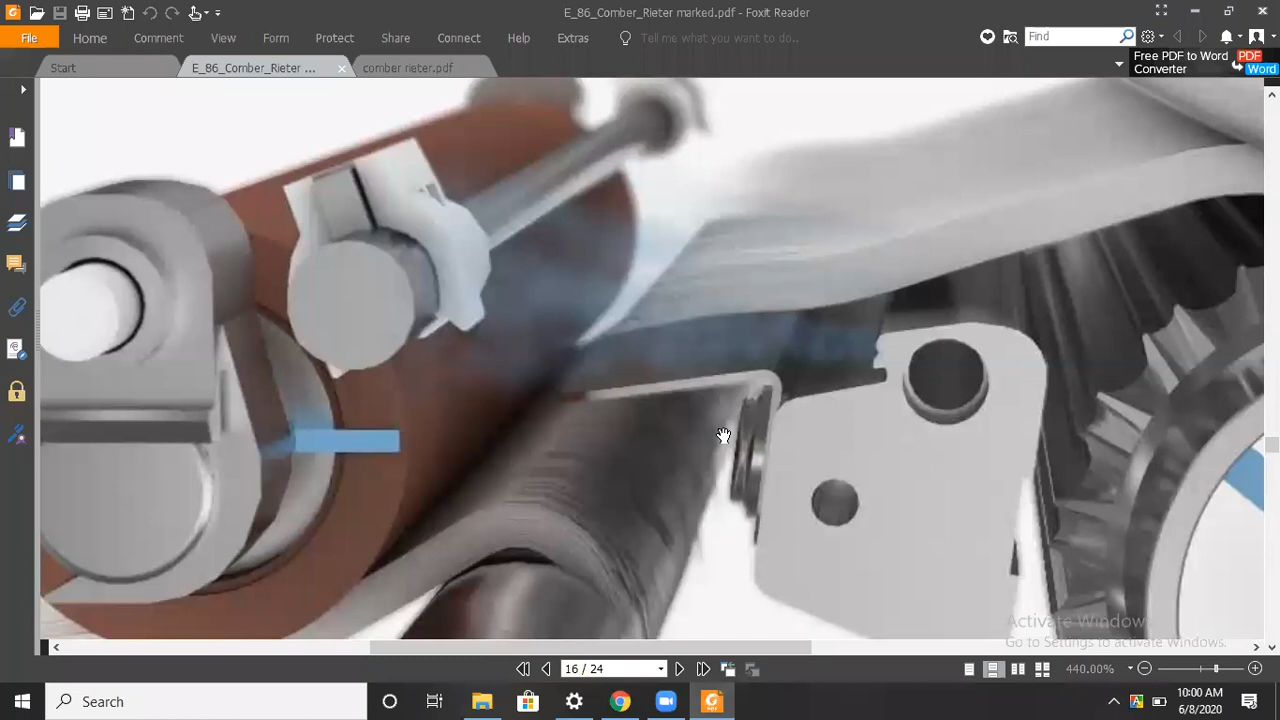 E_86_Comber_Rieter marked.pdf - Foxit Reader
File Home Comment View Form Protect Share Connect Help Extras Tell me what you want to do.. Find
Start E_86_Comber_Rieter ... comber rieter.pdf
Free PDF to Word Converter
PDF
Word
Activate Windows
Go to Settings to activate Windows.
16 / 24 440.00%
Search
10:00 AM
6/8/2020